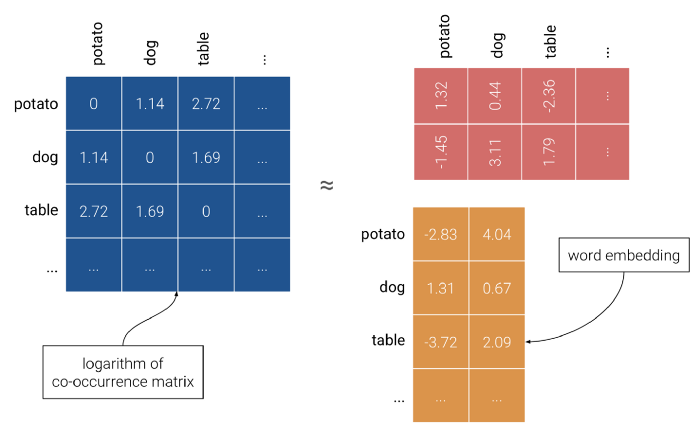 potato dog table ...
potato 0 1.14 2.72 ...
dog 1.14 0 1.69 ...
table 2.72 1.69 0 ...
... ... ... ... ...
logarithm of
co-occurrence matrix
≈
potato dog table ...
1.32 0.44 -2.36 ...
-1.45 3.11 1.79 ...
potato -2.83 4.04
dog 1.31 0.67
table -3.72 2.09
... ... ...
word embedding